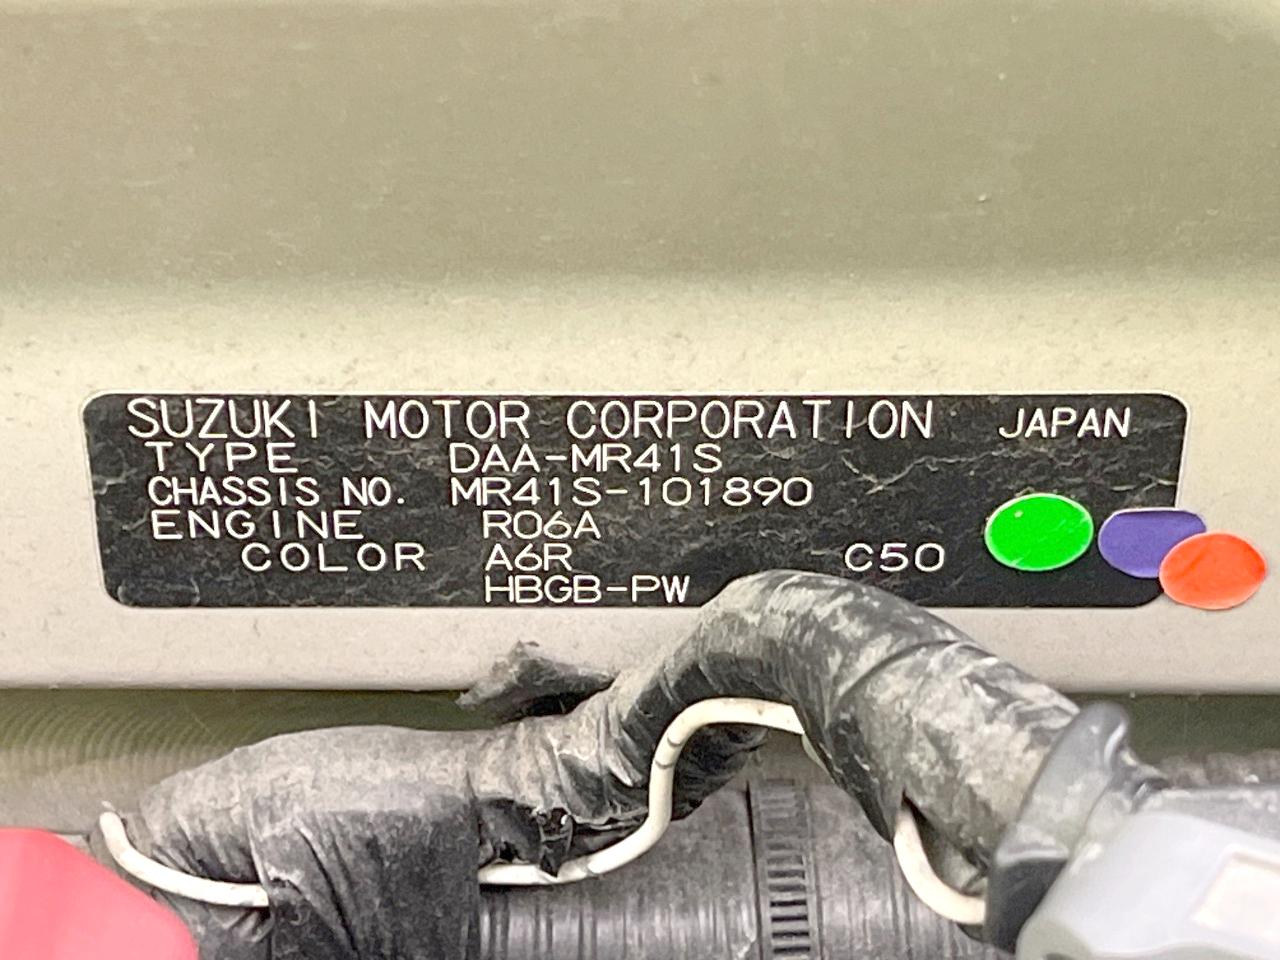 SUZUKI MOTOR CORPORATION JAPAN
TYPE DAA-MR41S
CHASSIS NO. MR41S-101890
ENGINE R06A
COLOR A6R C50
HBGB-PW